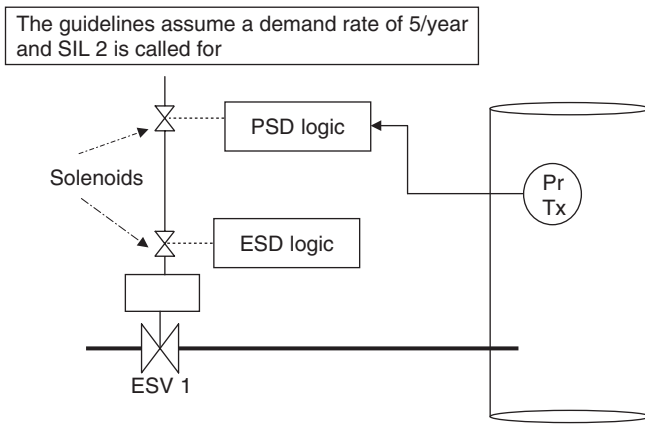 The guidelines assume a demand rate of 5/year
and SIL 2 is called for
PSD logic
Pr
Tx
Solenoids
ESD logic
ESV 1